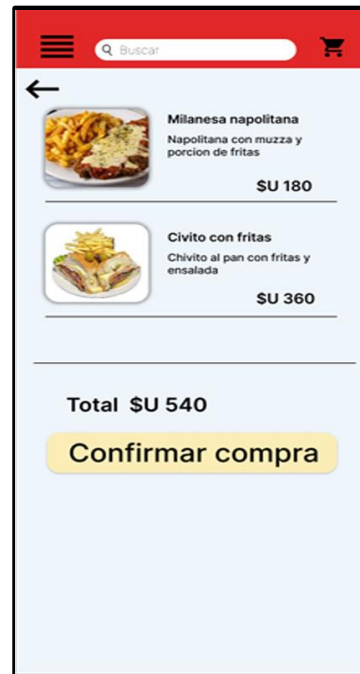 Buscar
Milanesa napolitana
Napolitana con muzza y
porcion de fritas
$U 180
Civito con fritas
Chivito al pan con fritas y
ensalada
$U 360
Total $U 540
Confirmar compra